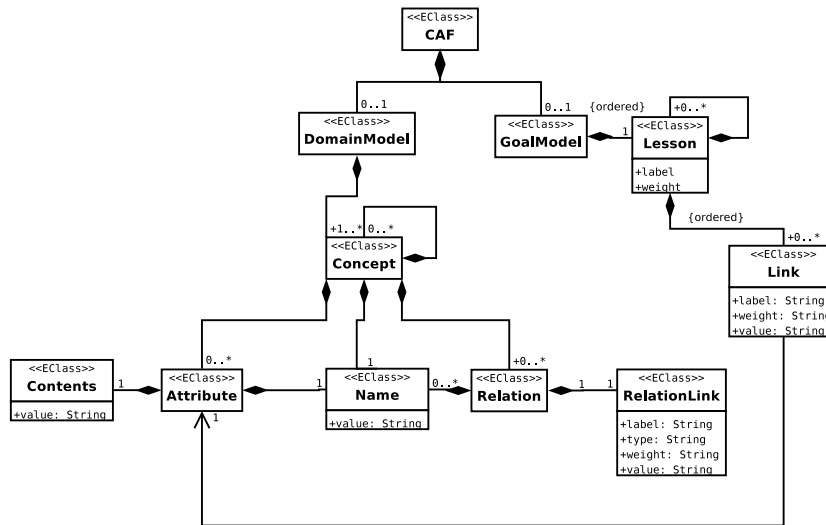 <<EClass>>
CAF
0..1
0..1
{ordered}
+0..*
<<EClass>>
DomainModel
<<EClass>>
GoalModel
1
<<EClass>>
Lesson
+label
+weight
{ordered}
+1..*
0..*
+0..*
<<EClass>>
Concept
<<EClass>>
Link
+label: String
+weight: String
+value: String
0..*
1
+0..*
<<EClass>>
Contents
+value: String
1
<<EClass>>
Attribute
1
1
<<EClass>>
Name
+value: String
0..*
<<EClass>>
Relation
1
1
<<EClass>>
RelationLink
+label: String
+type: String
+weight: String
+value: String